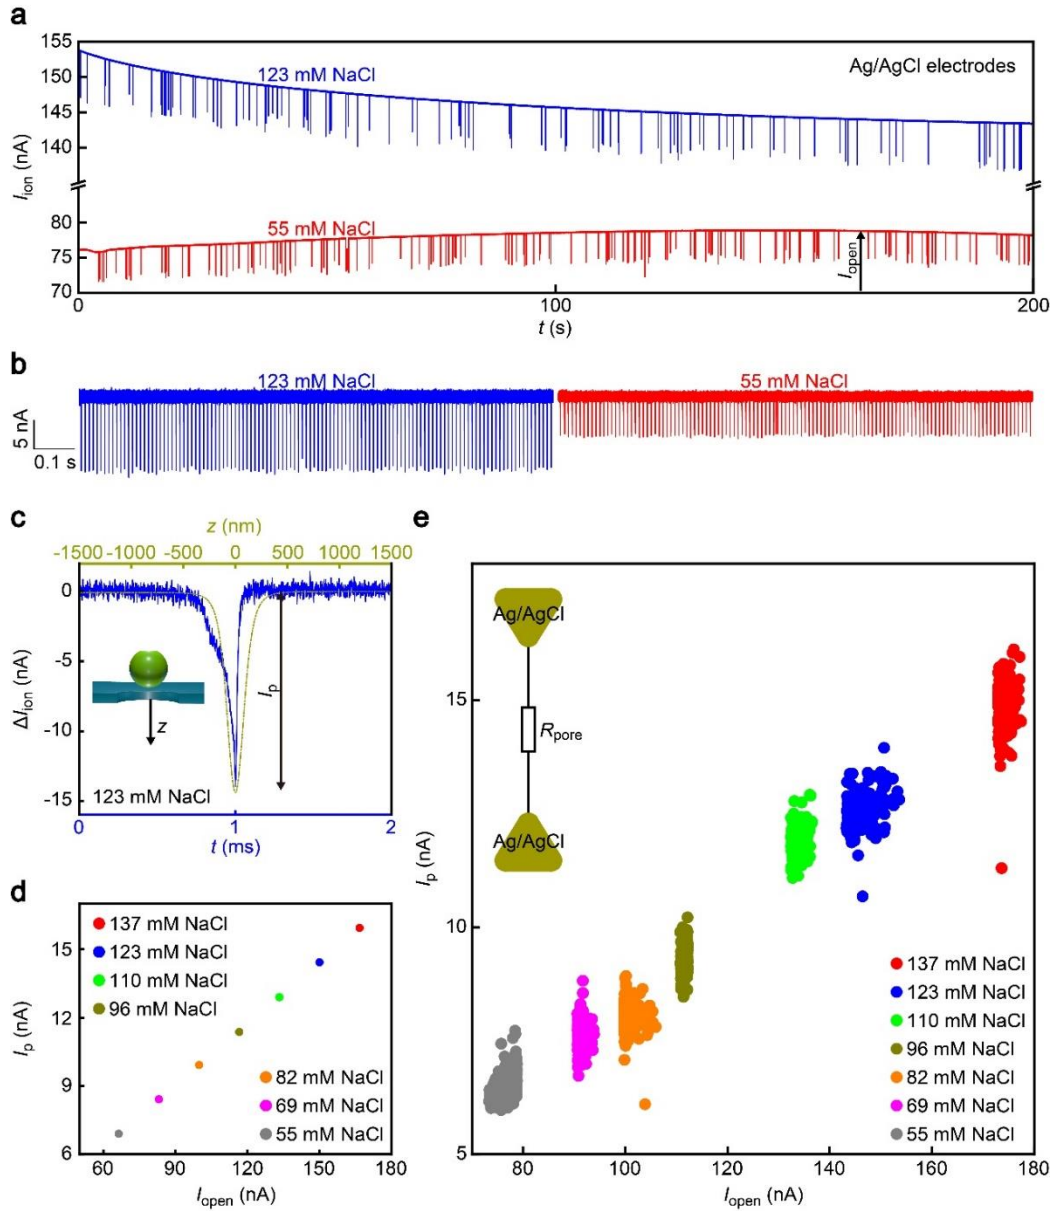 a
155
150
145
140
80
75
70
I_ion (nA)
123 mM NaCl
Ag/AgCl electrodes
55 mM NaCl
I_open
0
100
200
t (s)
b
123 mM NaCl
55 mM NaCl
5 nA
0.1 s
c
z (nm)
-1500 -1000 -500 0 500 1000 1500
0
-5
-10
-15
ΔI_ion (nA)
I_p
z
123 mM NaCl
0 1 2
t (ms)
d
15
12
9
6
I_p (nA)
137 mM NaCl
123 mM NaCl
110 mM NaCl
96 mM NaCl
82 mM NaCl
69 mM NaCl
55 mM NaCl
60 90 120 150 180
I_open (nA)
e
15
10
5
I_p (nA)
Ag/AgCl
R_pore
Ag/AgCl
137 mM NaCl
123 mM NaCl
110 mM NaCl
96 mM NaCl
82 mM NaCl
69 mM NaCl
55 mM NaCl
80 100 120 140 160 180
I_open (nA)